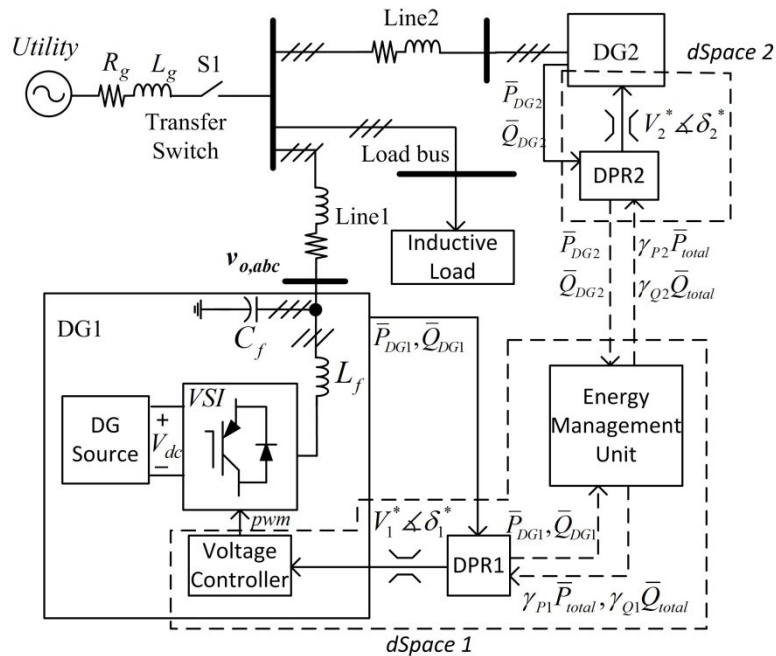 Utility
R_g
L_g
S1
Transfer
Switch
Line2
DG2
dSpace 2
P̅_DG2
Q̅_DG2
V_2^*∡δ_2^*
DPR2
Load bus
Line1
Inductive
Load
v_o,abc
P̅_DG2
Q̅_DG2
γ_P2 P̅_total
γ_Q2 Q̅_total
DG1
C_f
L_f
P̅_DG1, Q̅_DG1
DG
Source
+
V_dc
−
VSI
Energy
Management
Unit
pwm
Voltage
Controller
V_1^*∡δ_1^*
DPR1
P̅_DG1, Q̅_DG1
γ_P1 P̅_total, γ_Q1 Q̅_total
dSpace 1